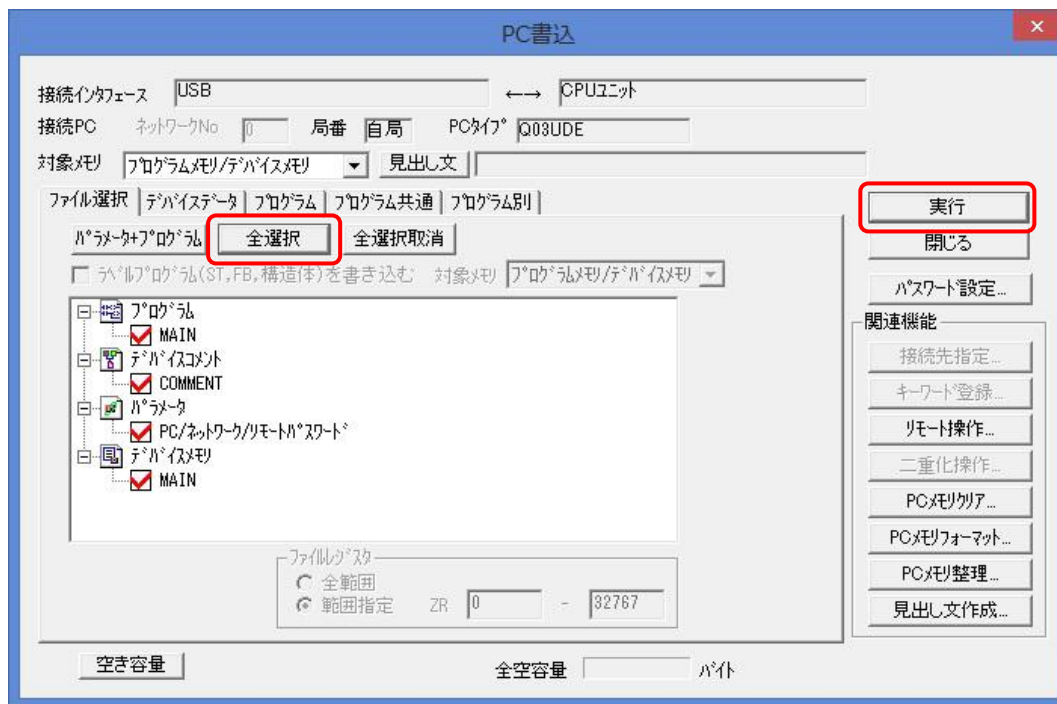 PC書込
接続インタフェース USB ←→ CPUユニット
接続PC ネットワークNo 0 局番 自局 PCタイプ Q03UDE
対象メモリ プログラムメモリ/デバイスメモリ 見出し文
ファイル選択 デバイスデータ プログラム プログラム共通 プログラム別
パラメータ+プログラム 全選択 全選択取消
ラベルプログラム(ST,FB,構造体)を書き込む 対象メモリ プログラムメモリ/デバイスメモリ
プログラム
MAIN
デバイスコメント
COMMENT
パラメータ
PC/ネットワーク/リモートパスワード
デバイスメモリ
MAIN
ファイルレジスタ
全範囲
範囲指定 ZR 0 - 32767
空き容量 全空容量 バイト
実行
閉じる
パスワード設定...
関連機能
接続先指定...
キーワード登録...
リモート操作...
二重化操作...
PCメモリクリア...
PCメモリフォーマット...
PCメモリ整理...
見出し文作成...